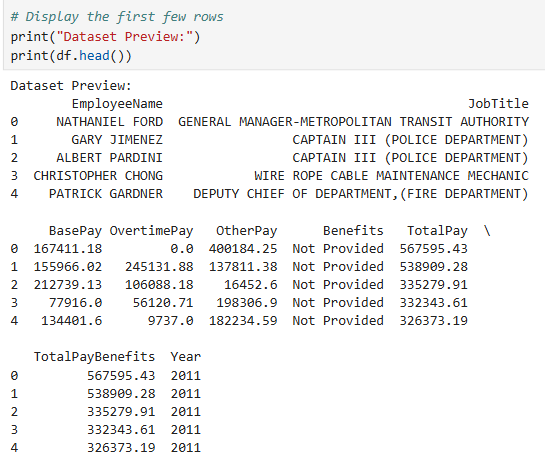 # Display the first few rows
print("Dataset Preview:")
print(df.head())
Dataset Preview:
EmployeeName JobTitle
0 NATHANIEL FORD GENERAL MANAGER-METROPOLITAN TRANSIT AUTHORITY
1 GARY JIMENEZ CAPTAIN III (POLICE DEPARTMENT)
2 ALBERT PARDINI CAPTAIN III (POLICE DEPARTMENT)
3 CHRISTOPHER CHONG WIRE ROPE CABLE MAINTENANCE MECHANIC
4 PATRICK GARDNER DEPUTY CHIEF OF DEPARTMENT,(FIRE DEPARTMENT)
BasePay OvertimePay OtherPay Benefits TotalPay \
0 167411.18 0.0 400184.25 Not Provided 567595.43
1 155966.02 245131.88 137811.38 Not Provided 538909.28
2 212739.13 106088.18 16452.6 Not Provided 335279.91
3 77916.0 56120.71 198306.9 Not Provided 332343.61
4 134401.6 9737.0 182234.59 Not Provided 326373.19
TotalPayBenefits Year
0 567595.43 2011
1 538909.28 2011
2 335279.91 2011
3 332343.61 2011
4 326373.19 2011